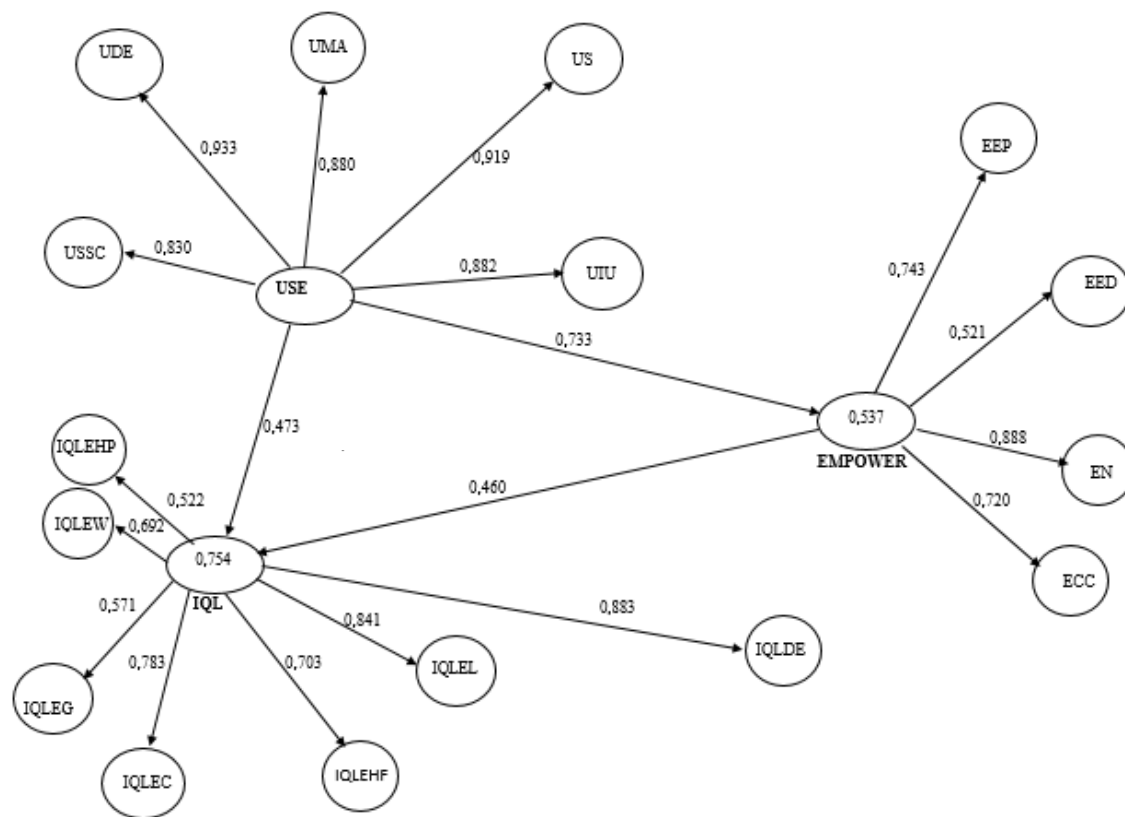 UDE
UMA
US
EEP
0,933
0,880
0,919
USSC
0,830
0,882
UIU
USE
0,743
EED
0,733
0,521
0,473
0,537
EMPOWER
0,888
EN
IQLEHP
0,522
0,460
0,720
IQLEW
0,692
0,754
IQL
ECC
0,571
0,883
0,841
0,783
0,703
IQLEL
IQLDE
IQLEG
IQLEC
IQLEHF